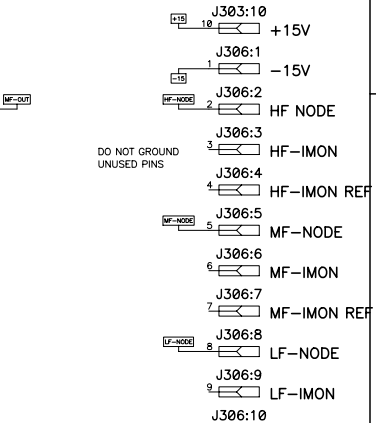 J303:10
+15
10
+15V
J306:1
1
-15V
-15
J306:2
MF-OUT
HF-NODE
2
HF NODE
J306:3
3
HF-IMON
DO NOT GROUND
UNUSED PINS
J306:4
4
HF-IMON REF
J306:5
MF-NODE
5
MF-NODE
J306:6
6
MF-IMON
J306:7
7
MF-IMON REF
J306:8
LF-NODE
8
LF-NODE
J306:9
9
LF-IMON
J306:10